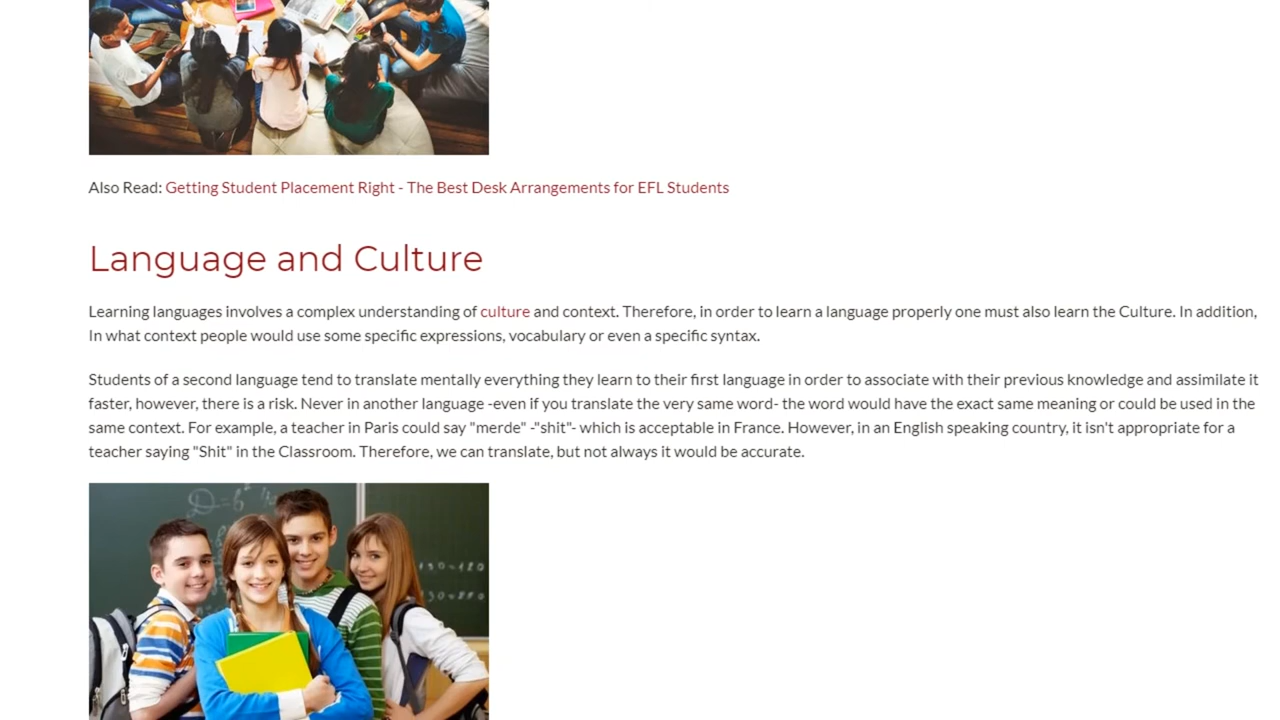 Also Read: Getting Student Placement Right - The Best Desk Arrangements for EFL Students
Language and Culture
Learning languages involves a complex understanding of culture and context. Therefore, in order to learn a language properly one must also learn the Culture. In addition,
In what context people would use some specific expressions, vocabulary or even a specific syntax.
Students of a second language tend to translate mentally everything they learn to their first language in order to associate with their previous knowledge and assimilate it
faster, however, there is a risk. Never in another language -even if you translate the very same word- the word would have the exact same meaning or could be used in the
same context. For example, a teacher in Paris could say "merde" -"shit"- which is acceptable in France. However, in an English speaking country, it isn't appropriate for a
teacher saying "Shit" in the Classroom. Therefore, we can translate, but not always it would be accurate.